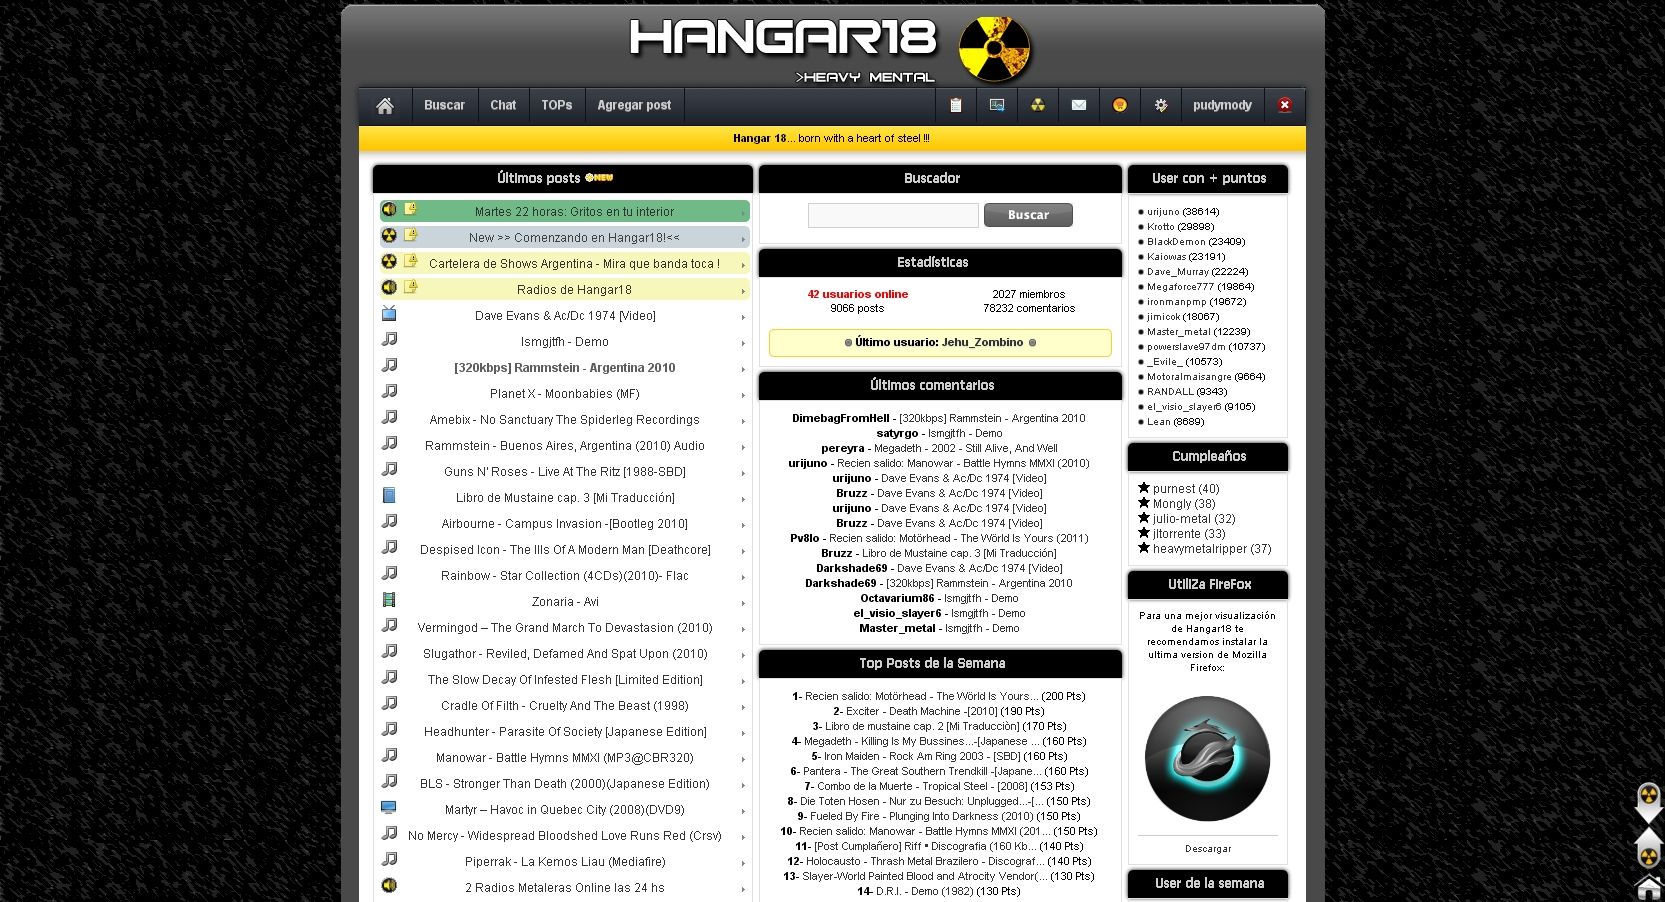 HANGAR18
>HEAVY MENTAL
Buscar Chat TOPs Agregar post pudymody
Hangar 18... born with a heart of steel !!!
Últimos posts NEW
Martes 22 horas: Gritos en tu interior
New >> Comenzando en Hangar18!<<
Cartelera de Shows Argentina - Mira que banda toca !
Radios de Hangar18
Dave Evans & Ac/Dc 1974 [Video]
Ismgjtfh - Demo
[320kbps] Rammstein - Argentina 2010
Planet X - Moonbabies (MF)
Amebix - No Sanctuary The Spiderleg Recordings
Rammstein - Buenos Aires, Argentina (2010) Audio
Guns N' Roses - Live At The Ritz [1988-SBD]
Libro de Mustaine cap. 3 [Mi Traducción]
Airbourne - Campus Invasion -[Bootleg 2010]
Despised Icon - The Ills Of A Modern Man [Deathcore]
Rainbow - Star Collection (4CDs)(2010)- Flac
Zonaria - Avi
Vermingod – The Grand March To Devastasion (2010)
Slugathor - Reviled, Defamed And Spat Upon (2010)
The Slow Decay Of Infested Flesh [Limited Edition]
Cradle Of Filth - Cruelty And The Beast (1998)
Headhunter - Parasite Of Society [Japanese Edition]
Manowar - Battle Hymns MMXI (MP3@CBR320)
BLS - Stronger Than Death (2000)(Japanese Edition)
Martyr – Havoc in Quebec City (2008)(DVD9)
No Mercy - Widespread Bloodshed Love Runs Red (Crsv)
Piperrak - La Kemos Liau (Mediafire)
2 Radios Metaleras Online las 24 hs
Buscador
Buscar
Estadísticas
42 usuarios online 2027 miembros
9066 posts 78232 comentarios
Último usuario: Jehu_Zombino
Últimos comentarios
DimebagFromHell - [320kbps] Rammstein - Argentina 2010
satyrgo - Ismgjtfh - Demo
pereyra - Megadeth - 2002 - Still Alive, And Well
urijuno - Recien salido: Manowar - Battle Hymns MMXI (2010)
urijuno - Dave Evans & Ac/Dc 1974 [Video]
Bruzz - Dave Evans & Ac/Dc 1974 [Video]
urijuno - Dave Evans & Ac/Dc 1974 [Video]
Bruzz - Dave Evans & Ac/Dc 1974 [Video]
Pv8lo - Recien salido: Motörhead - The Wörld Is Yours (2011)
Bruzz - Libro de Mustaine cap. 3 [Mi Traducción]
Darkshade69 - Dave Evans & Ac/Dc 1974 [Video]
Darkshade69 - [320kbps] Rammstein - Argentina 2010
Octavarium86 - Ismgjtfh - Demo
el_visio_slayer6 - Ismgjtfh - Demo
Master_metal - Ismgjtfh - Demo
Top Posts de la Semana
1- Recien salido: Motörhead - The Wörld Is Yours... (200 Pts)
2- Exciter - Death Machine -[2010] (190 Pts)
3- Libro de mustaine cap. 2 [Mi Traducciòn] (170 Pts)
4- Megadeth - Killing Is My Bussines...-[Japanese ... (160 Pts)
5- Iron Maiden - Rock Am Ring 2003 - [SBD] (160 Pts)
6- Pantera - The Great Southern Trendkill -[Japane... (160 Pts)
7- Combo de la Muerte - Tropical Steel - [2008] (153 Pts)
8- Die Toten Hosen - Nur zu Besuch: Unplugged...-[... (150 Pts)
9- Fueled By Fire - Plunging Into Darkness (2010) (150 Pts)
10- Recien salido: Manowar - Battle Hymns MMXI (201... (150 Pts)
11- [Post Cumplañero] Riff • Discografia (160 Kb... (140 Pts)
12- Holocausto - Thrash Metal Brazilero - Discograf... (140 Pts)
13- Slayer-World Painted Blood and Atrocity Vendor(... (130 Pts)
14- D.R.I. - Demo (1982) (130 Pts)
User con + puntos
urijuno (38614)
Krotto (29898)
BlackDemon (23409)
Kaiowas (23191)
Dave_Murray (22224)
Megaforce777 (19864)
ironmanpmp (19672)
jimicok (18067)
Master_metal (12239)
powerslave97dm (10737)
_Evile_ (10573)
Motoralmaisangre (9664)
RANDALL (9343)
el_visio_slayer6 (9105)
Lean (8689)
Cumpleaños
purnest (40)
Mongly (38)
julio-metal (32)
jltorrente (33)
heavymetalripper (37)
UtiliZa FireFox
Para una mejor visualización
de Hangar18 te
recomendamos instalar la
ultima version de Mozilla
Firefox:
Descargar
User de la semana